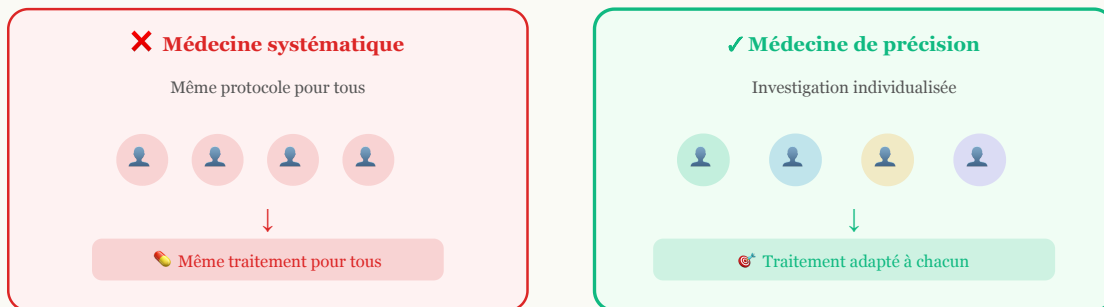 ❌ Médecine systématique
Même protocole pour tous
↓
💊 Même traitement pour tous
✓ Médecine de précision
Investigation individualisée
↓
🎯 Traitement adapté à chacun